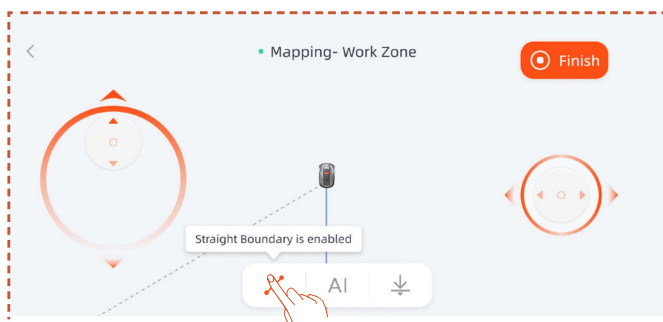 Mapping- Work Zone
Finish
Straight Boundary is enabled
AI